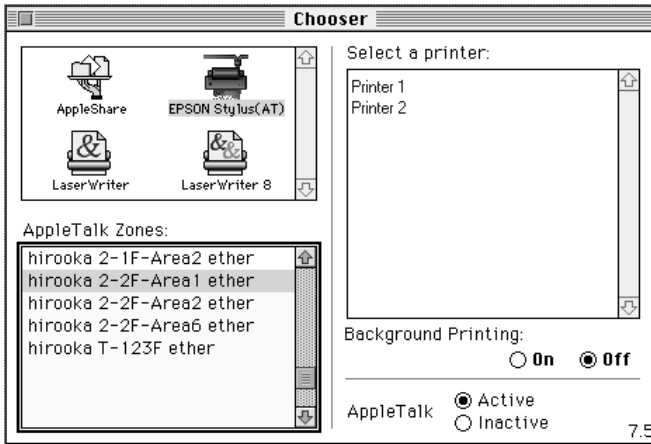 Chooser
AppleShare
EPSON Stylus(AT)
LaserWriter
LaserWriter 8
AppleTalk Zones:
hirooka 2-1F-Area2 ether
hirooka 2-2F-Area1 ether
hirooka 2-2F-Area2 ether
hirooka 2-2F-Area6 ether
hirooka T-123F ether
Select a printer:
Printer 1
Printer 2
Background Printing:
On Off
AppleTalk
Active
Inactive
7.5